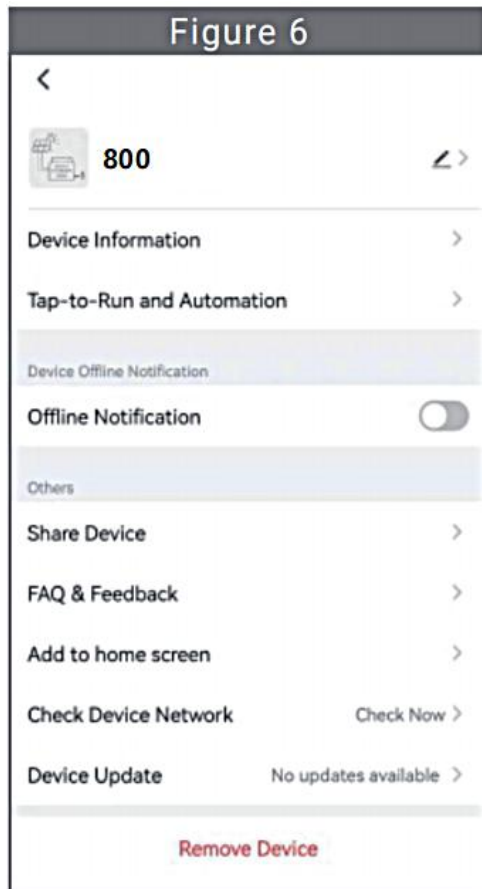 Figure 6
800
Device Information
Tap-to-Run and Automation
Device Offline Notification
Offline Notification
Others
Share Device
FAQ & Feedback
Add to home screen
Check Device Network Check Now
Device Update No updates available
Remove Device